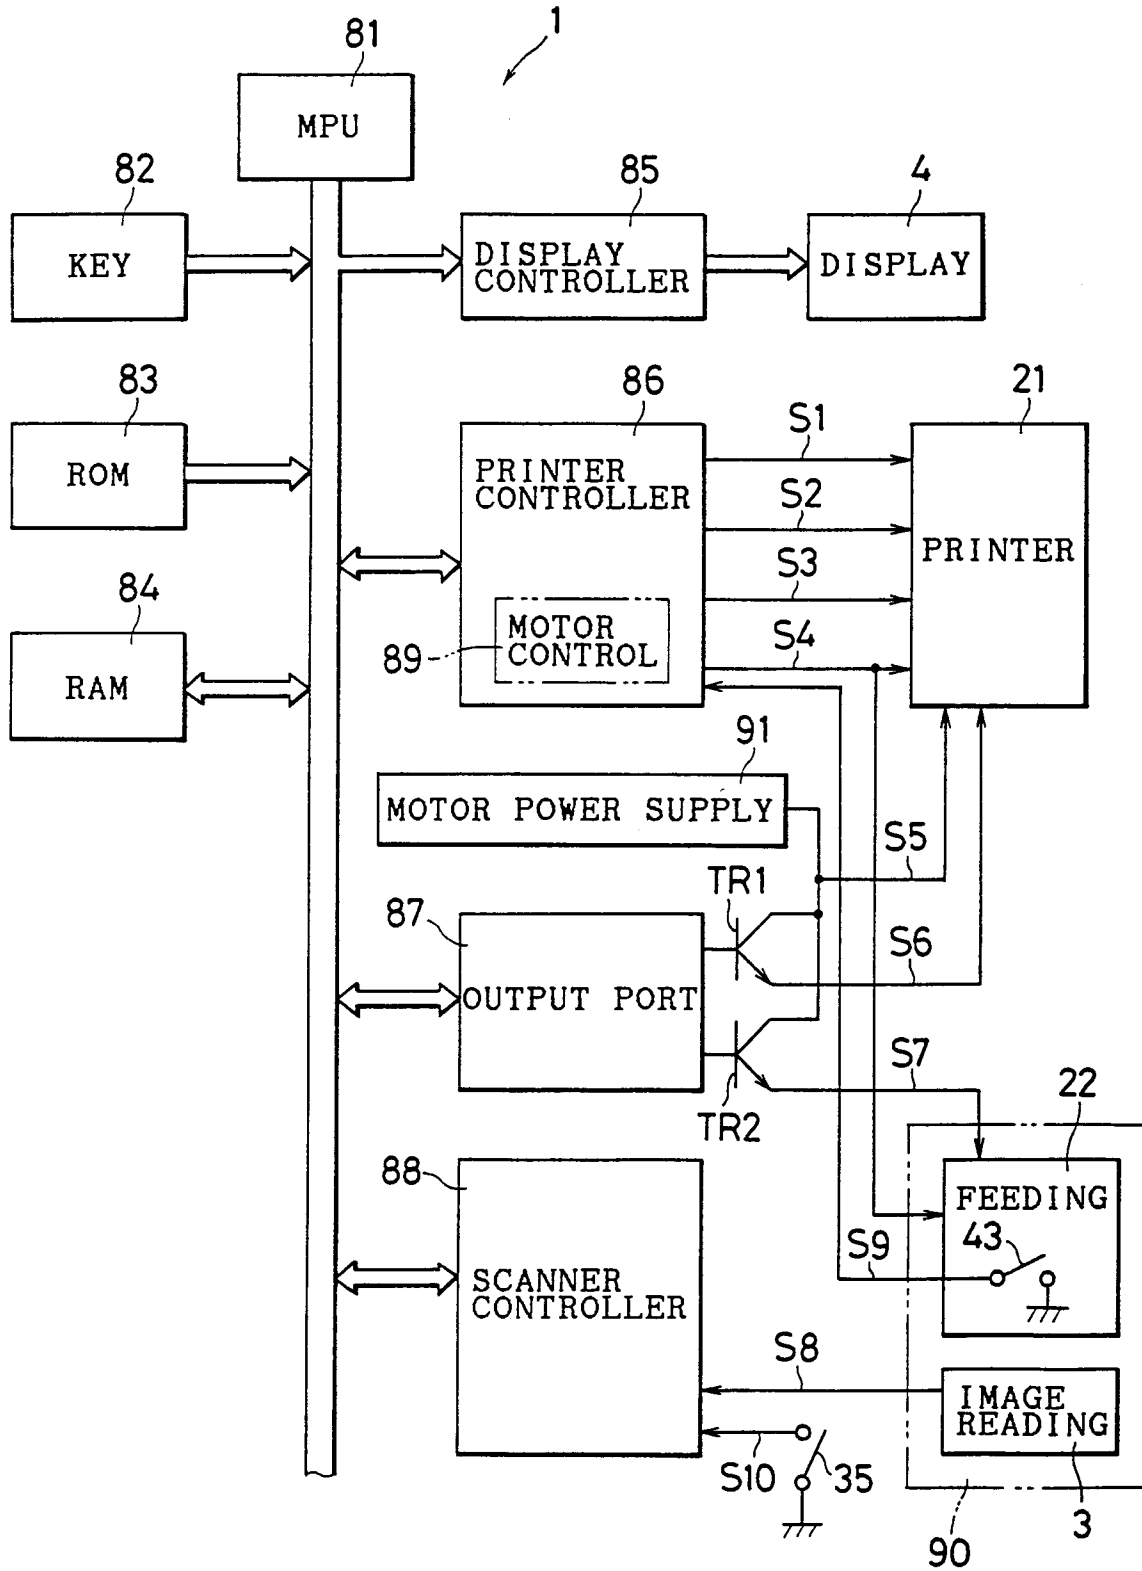 1
81
MPU
82
KEY
85
DISPLAY
CONTROLLER
4
DISPLAY
83
ROM
86
PRINTER
CONTROLLER
S1
S2
S3
S4
21
PRINTER
84
RAM
89
MOTOR
CONTROL
91
MOTOR POWER SUPPLY
S5
TR1
87
OUTPUT PORT
S6
S7
TR2
22
FEEDING
43
S9
88
SCANNER
CONTROLLER
S8
IMAGE
READING
S10
35
3
90